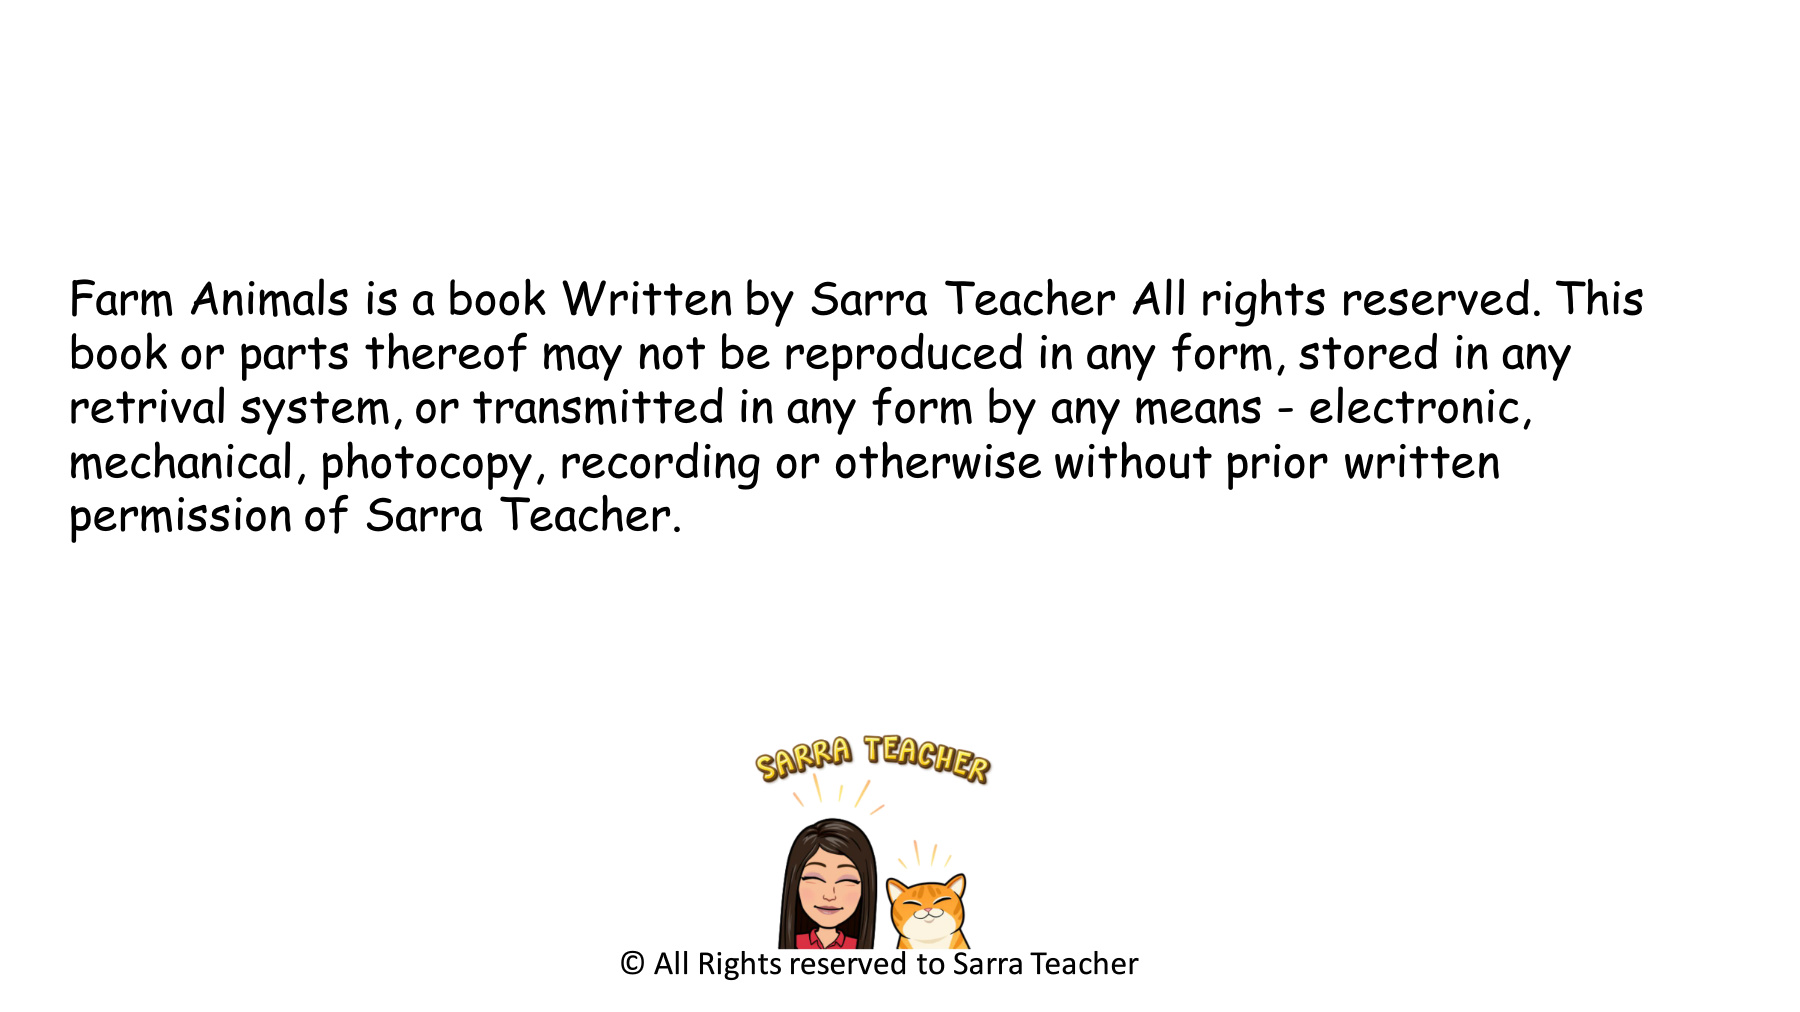 Farm Animals is a book Written by Sarra Teacher All rights reserved. This
book or parts thereof may not be reproduced in any form, stored in any
retrival system, or transmitted in any form by any means - electronic,
mechanical, photocopy, recording or otherwise without prior written
permission of Sarra Teacher.
SARRA TEACHER
© All Rights reserved to Sarra Teacher